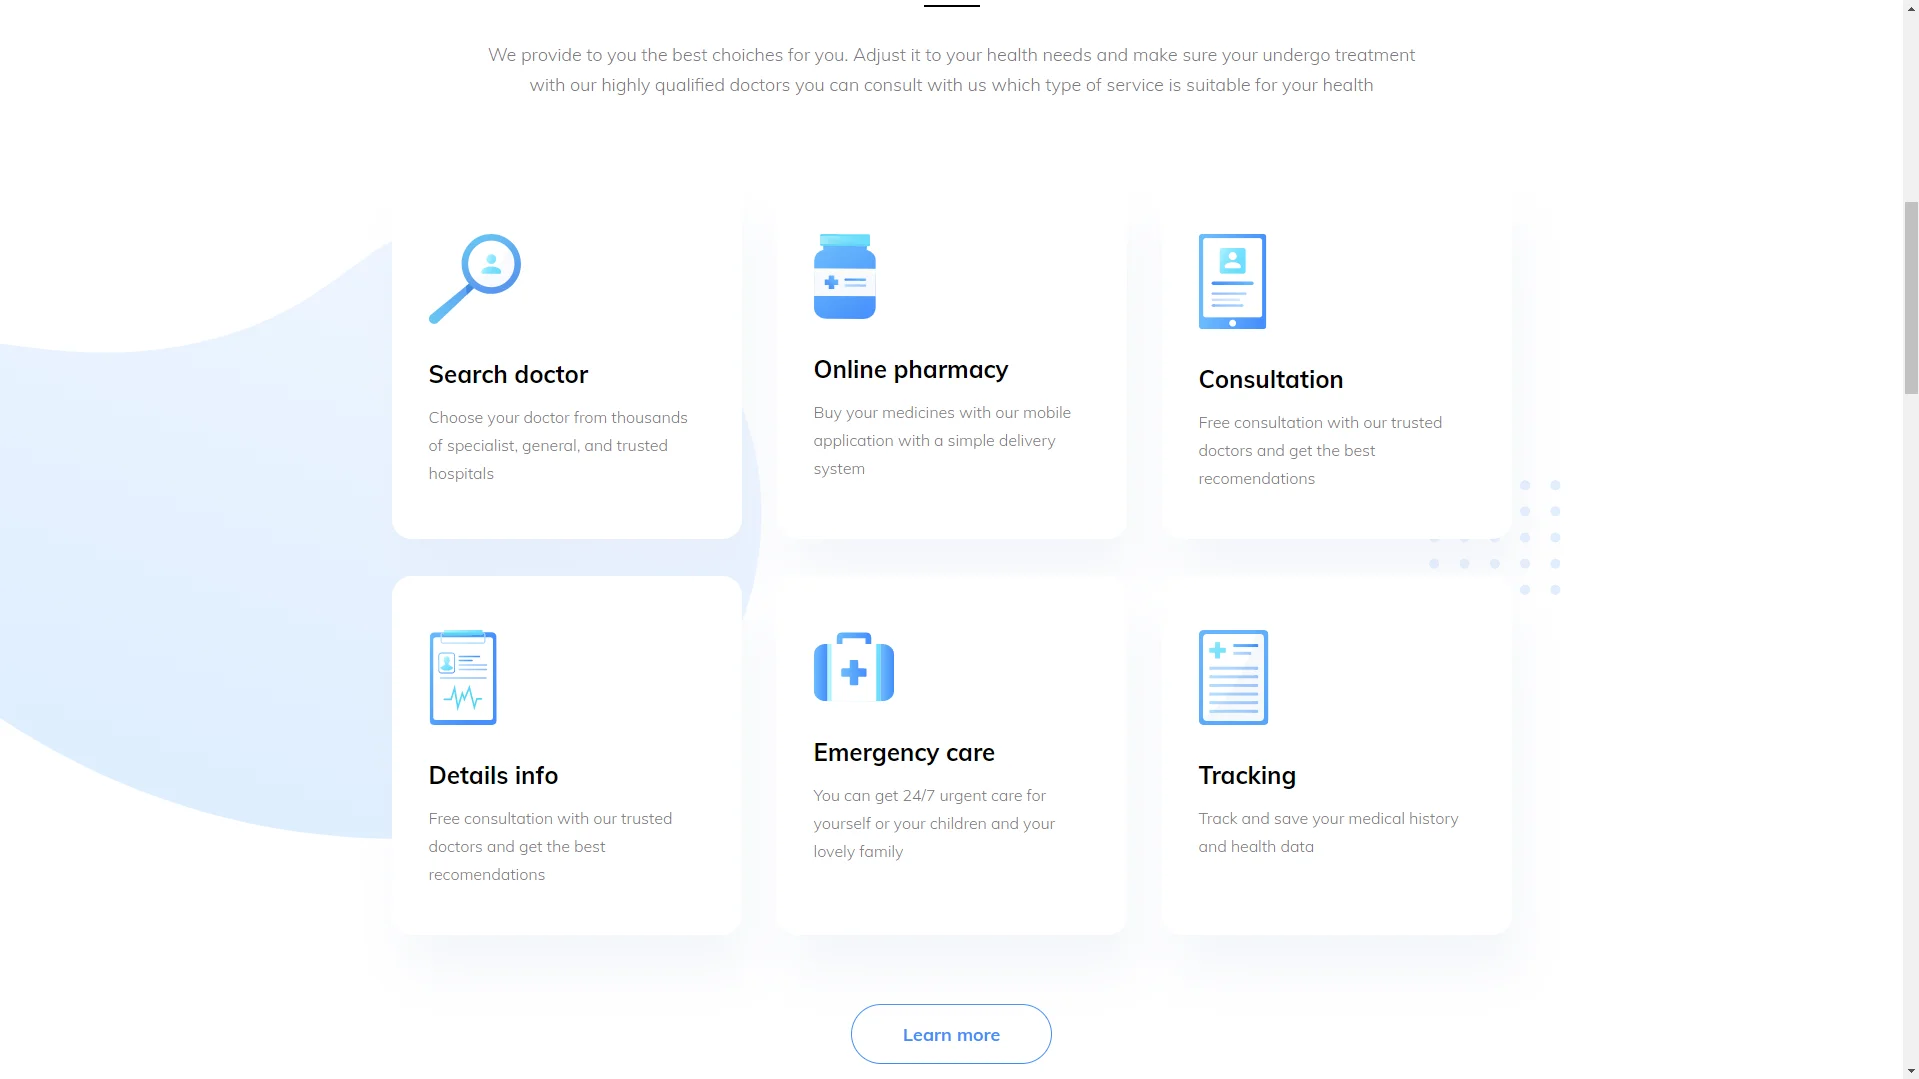 We provide to you the best choiches for you. Adjust it to your health needs and make sure your undergo treatment
with our highly qualified doctors you can consult with us which type of service is suitable for your health
Search doctor
Choose your doctor from thousands
of specialist, general, and trusted
hospitals
Online pharmacy
Buy your medicines with our mobile
application with a simple delivery
system
Consultation
Free consultation with our trusted
doctors and get the best
recomendations
Details info
Free consultation with our trusted
doctors and get the best
recomendations
Emergency care
You can get 24/7 urgent care for
yourself or your children and your
lovely family
Tracking
Track and save your medical history
and health data
Learn more